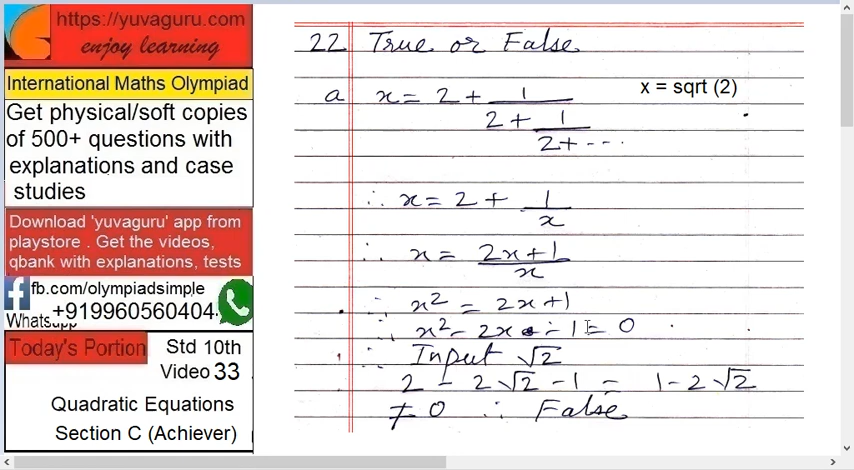 https://yuvaguru.com
enjoy learning
International Maths Olympiad
Get physical/soft copies
of 500+ questions with
explanations and case
studies
Download 'yuvaguru' app from
playstore . Get the videos,
qbank with explanations, tests
fb.com/olympiadsimple
+919960560404
Whatsapp
Today's Portion
Std 10th
Video 33
Quadratic Equations
Section C (Achiever)
22 True or False
a x = 2 + 1/(2 + 1/(2 + ---
x = sqrt (2)
∴ x = 2 + 1/x
∴ x = (2x+1)/x
∴ x² = 2x+1
∴ x² - 2x - 1 = 0
∴ Input √2
2 - 2√2 - 1 = 1 - 2√2
≠ 0 ∴ False